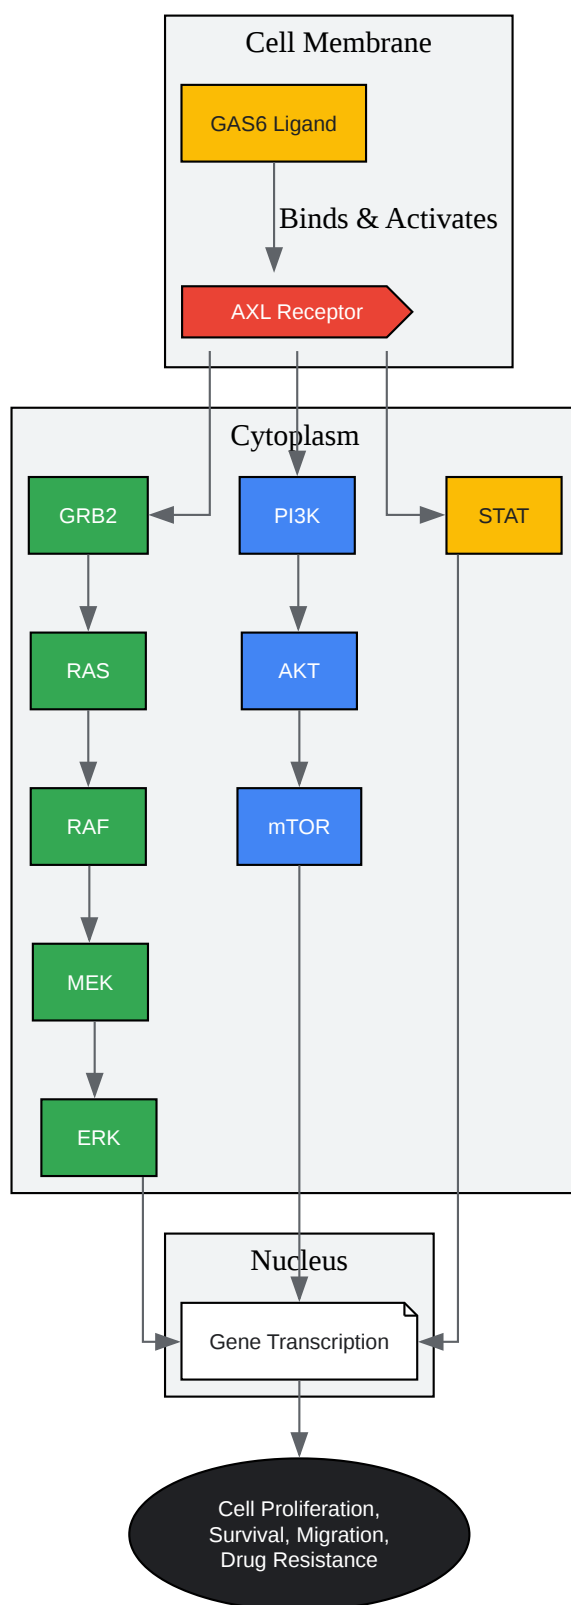 Cell Membrane
GAS6 Ligand
Binds & Activates
AXL Receptor
Cytoplasm
GRB2
PI3K
STAT
RAS
AKT
RAF
mTOR
MEK
ERK
Nucleus
Gene Transcription
Cell Proliferation,
Survival, Migration,
Drug Resistance